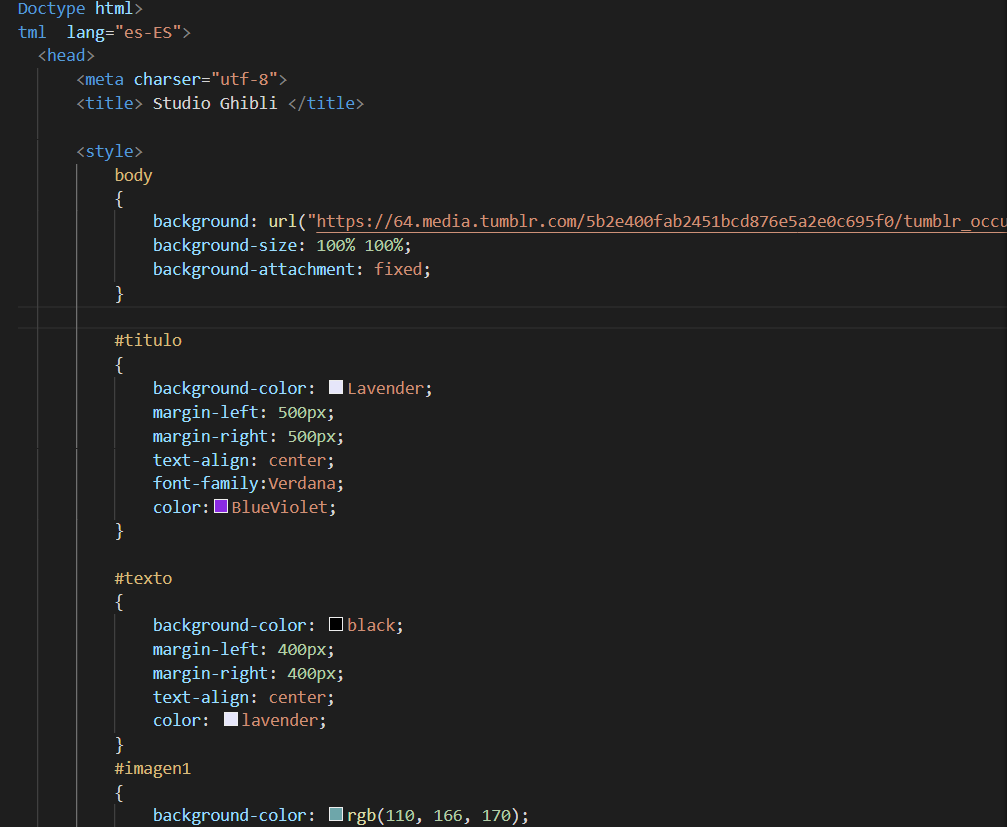 Doctype html>
tml  lang="es-ES">
<head>
<meta charser="utf-8">
<title> Studio Ghibli </title>
<style>
body
{
background: url("https://64.media.tumblr.com/5b2e400fab2451bcd876e5a2e0c695f0/tumblr_occu
background-size: 100% 100%;
background-attachment: fixed;
}
#titulo
{
background-color: Lavender;
margin-left: 500px;
margin-right: 500px;
text-align: center;
font-family:Verdana;
color:BlueViolet;
}
#texto
{
background-color: black;
margin-left: 400px;
margin-right: 400px;
text-align: center;
color: lavender;
}
#imagen1
{
background-color: rgb(110, 166, 170);